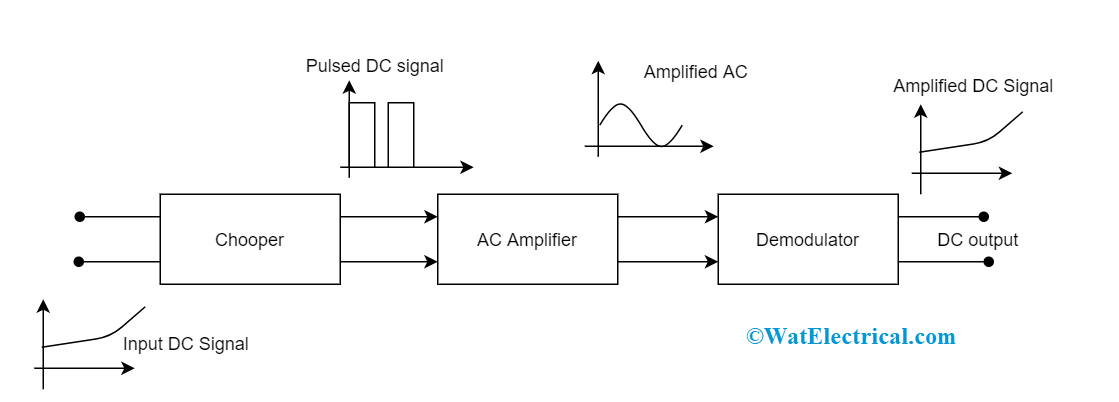 Pulsed DC signal
Amplified AC
Amplified DC Signal
Chooper
AC Amplifier
Demodulator
DC output
Input DC Signal
©WatElectrical.com